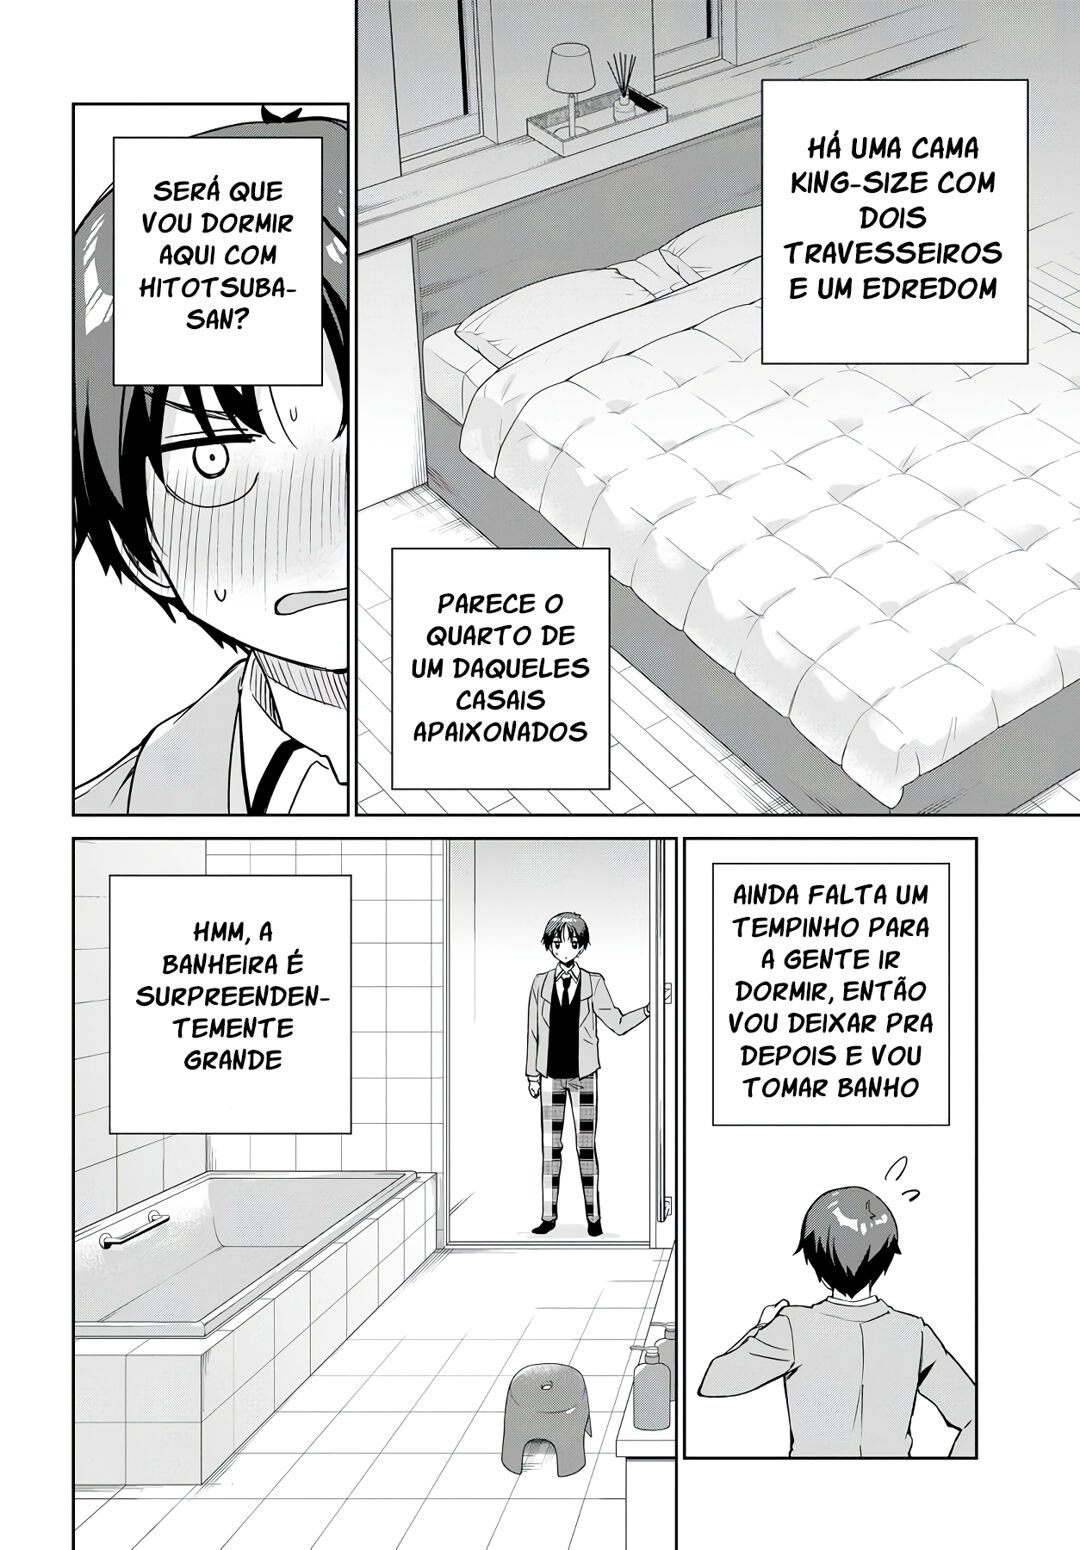 HÁ UMA CAMA
KING-SIZE COM
DOIS
TRAVESSEIROS
E UM EDREDOM
PARECE O
QUARTO DE
UM DAQUELES
CASAIS
APAIXONADOS
SERÁ QUE
VOU DORMIR
AQUI COM
HITOTSUBA-
SAN?
AINDA FALTA UM
TEMPINHO PARA
A GENTE IR
DORMIR, ENTÃO
VOU DEIXAR PRA
DEPOIS E VOU
TOMAR BANHO
HMM, A
BANHEIRA É
SURPREENDEN-
TEMENTE
GRANDE